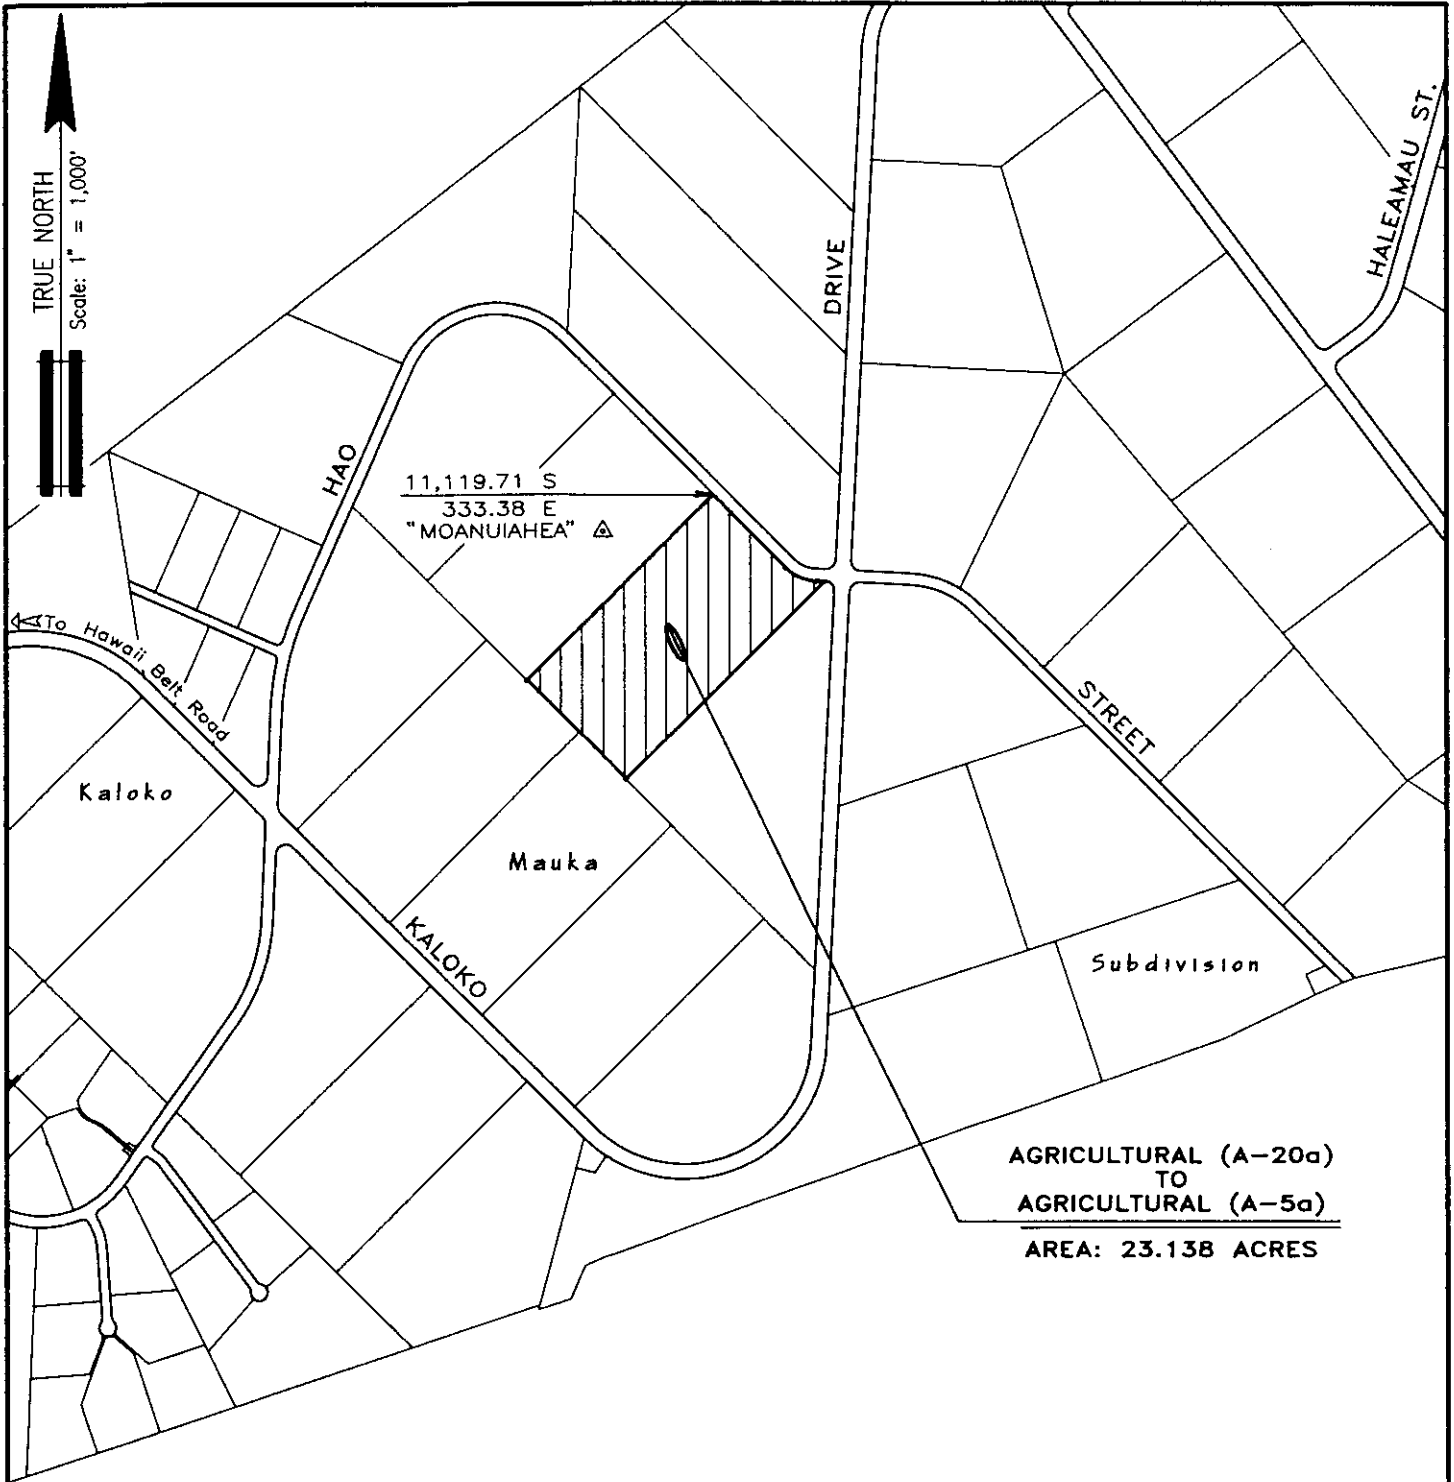 TRUE NORTH
Scale: 1" = 1,000'
HALEAMAU ST.
DRIVE
HAO
11,119.71 S
333.38 E
"MOANUIAHEA"
To Hawaii Belt Road
STREET
Kaloko
Mauka
KALOKO
Subdivision
AGRICULTURAL (A-20a)
TO
AGRICULTURAL (A-5a)
AREA: 23.138 ACRES